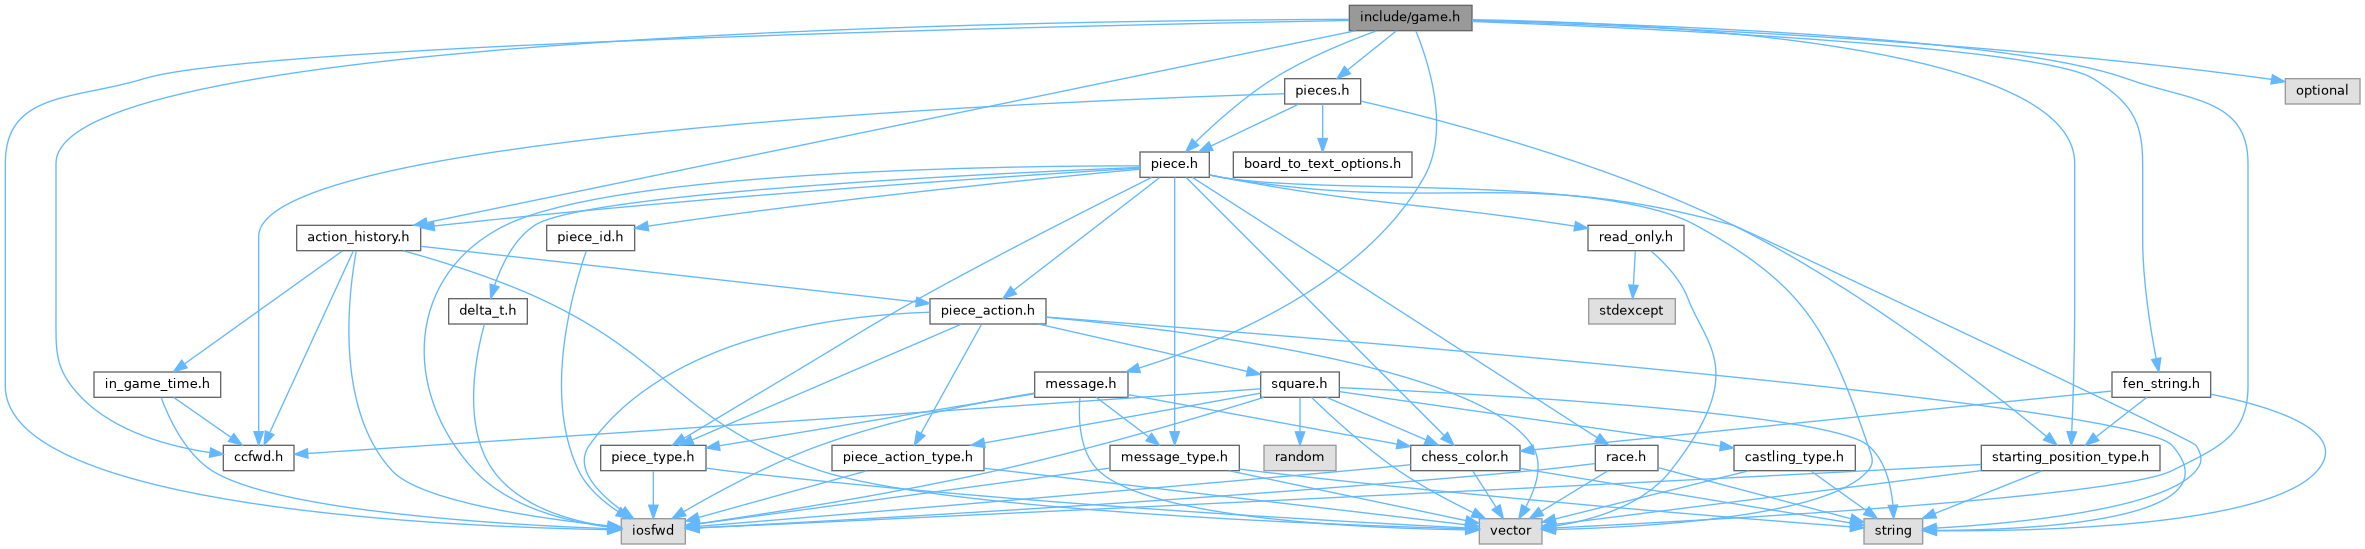 include/game.h
pieces.h
optional
piece.h
board_to_text_options.h
action_history.h
piece_id.h
read_only.h
delta_t.h
piece_action.h
stdexcept
in_game_time.h
message.h
square.h
fen_string.h
ccfwd.h
piece_type.h
piece_action_type.h
message_type.h
random
chess_color.h
race.h
castling_type.h
starting_position_type.h
iosfwd
vector
string